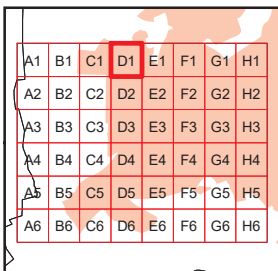 A1 B1 C1 D1 E1 F1 G1 H1
A2 B2 C2 D2 E2 F2 G2 H2
A3 B3 C3 D3 E3 F3 G3 H3
A4 B4 C4 D4 E4 F4 G4 H4
A5 B5 C5 D5 E5 F5 G5 H5
A6 B6 C6 D6 E6 F6 G6 H6